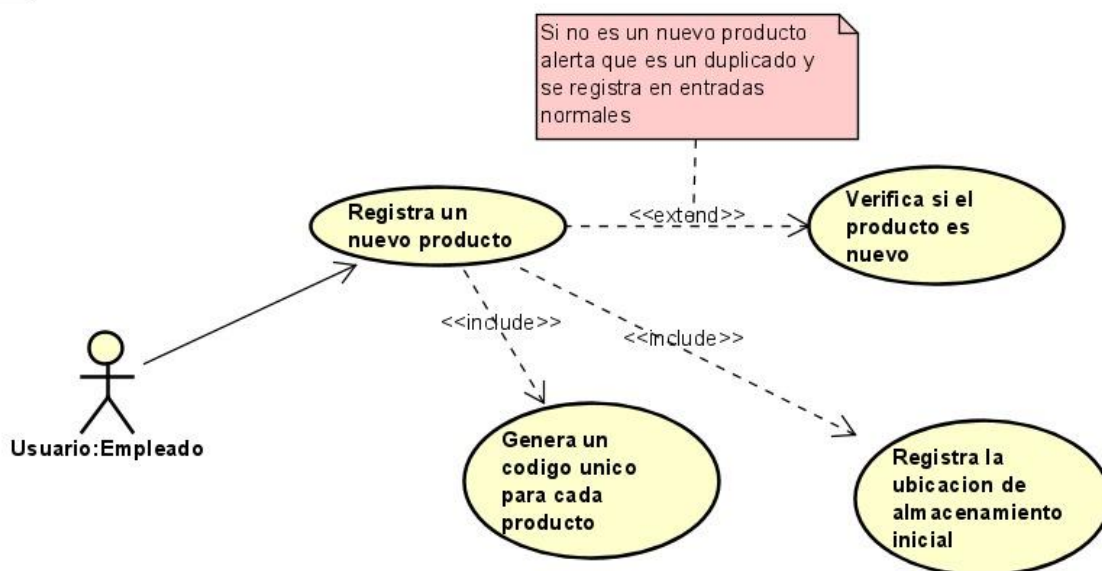 Si no es un nuevo producto
alerta que es un duplicado y
se registra en entradas
normales
Registra un
nuevo producto
<<extend>>
Verifica si el
producto es
nuevo
<<include>>
<<include>>
Usuario:Empleado
Genera un
codigo unico
para cada
producto
Registra la
ubicacion de
almacenamiento
inicial